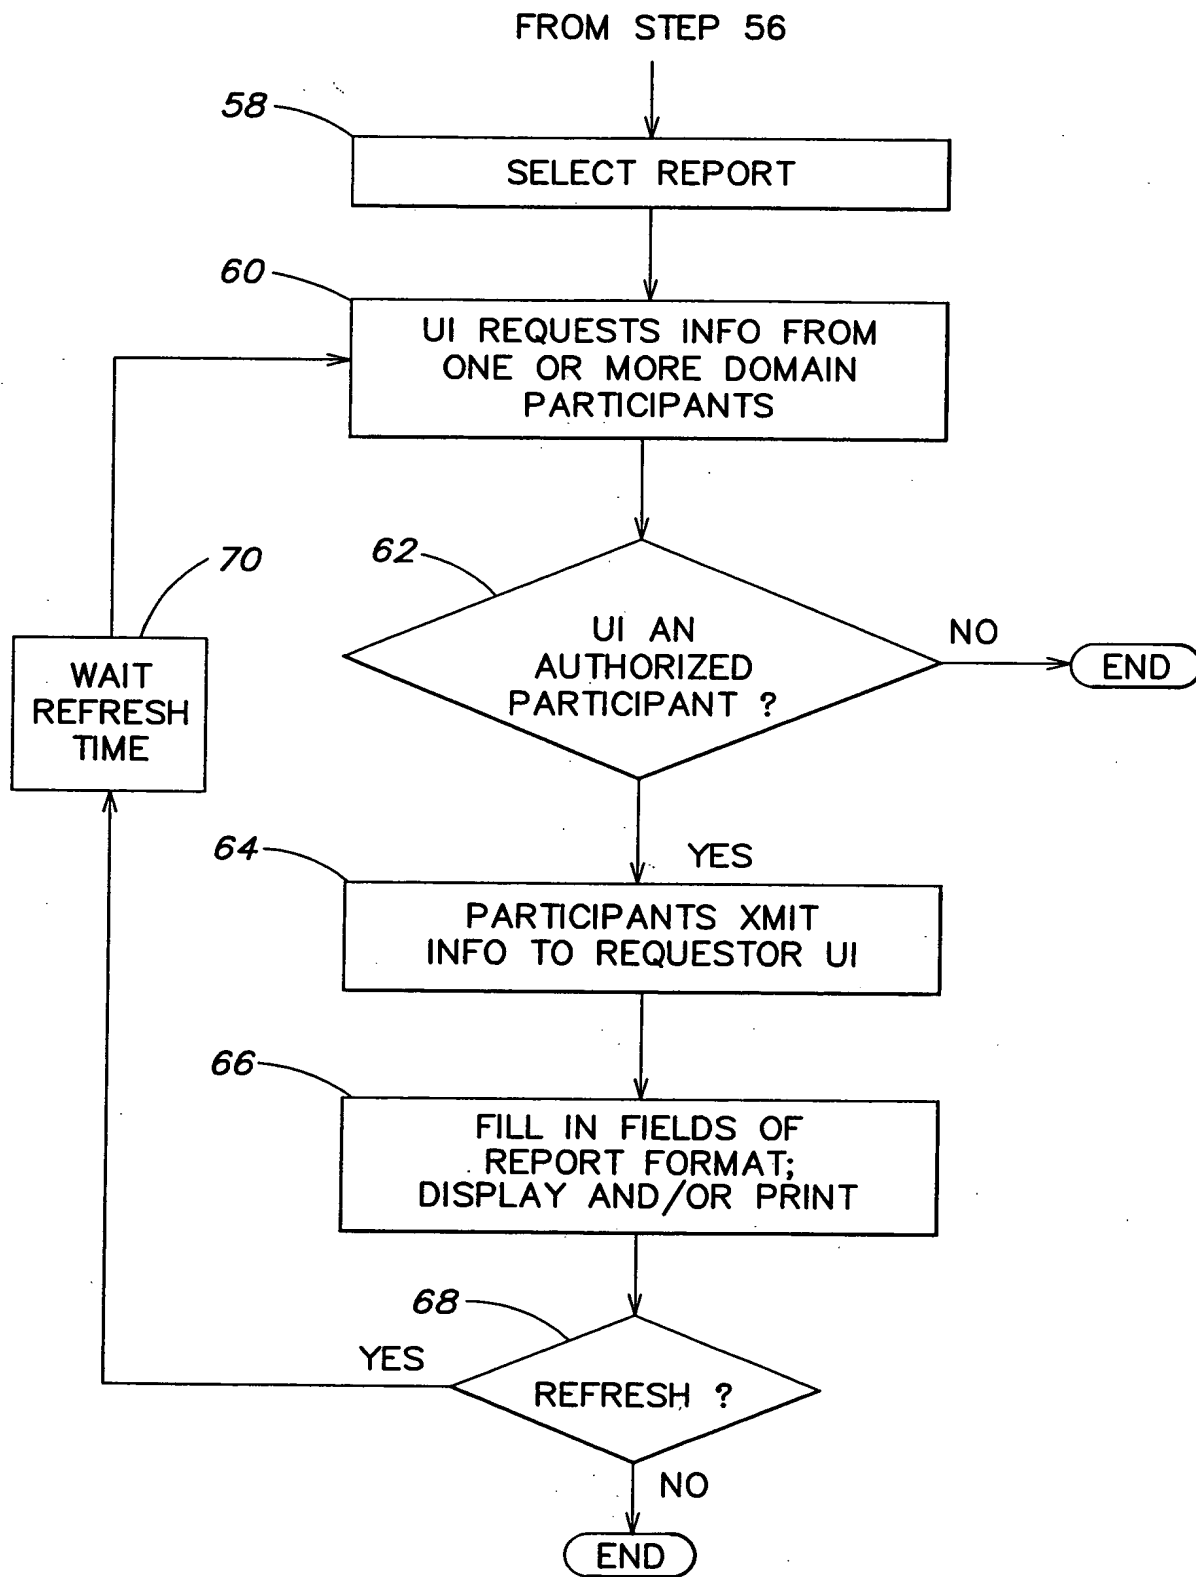 FROM STEP 56
58
SELECT REPORT
60
UI REQUESTS INFO FROM
ONE OR MORE DOMAIN
PARTICIPANTS
62
UI AN
AUTHORIZED
PARTICIPANT ?
NO
END
70
WAIT
REFRESH
TIME
YES
64
PARTICIPANTS XMIT
INFO TO REQUESTOR UI
66
FILL IN FIELDS OF
REPORT FORMAT;
DISPLAY AND/OR PRINT
68
YES
REFRESH ?
NO
END